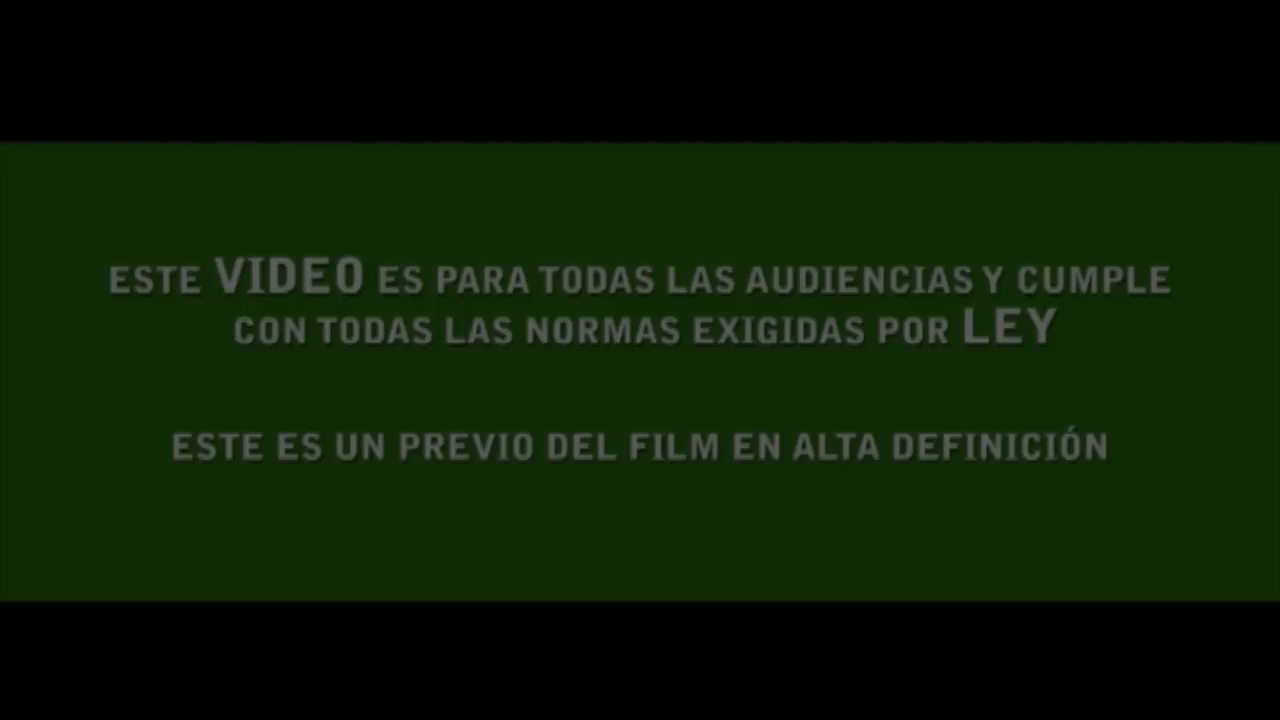 ESTE VIDEO ES PARA TODAS LAS AUDIENCIAS Y CUMPLE
CON TODAS LAS NORMAS EXIGIDAS POR LEY
ESTE ES UN PREVIO DEL FILM EN ALTA DEFINICIÓN